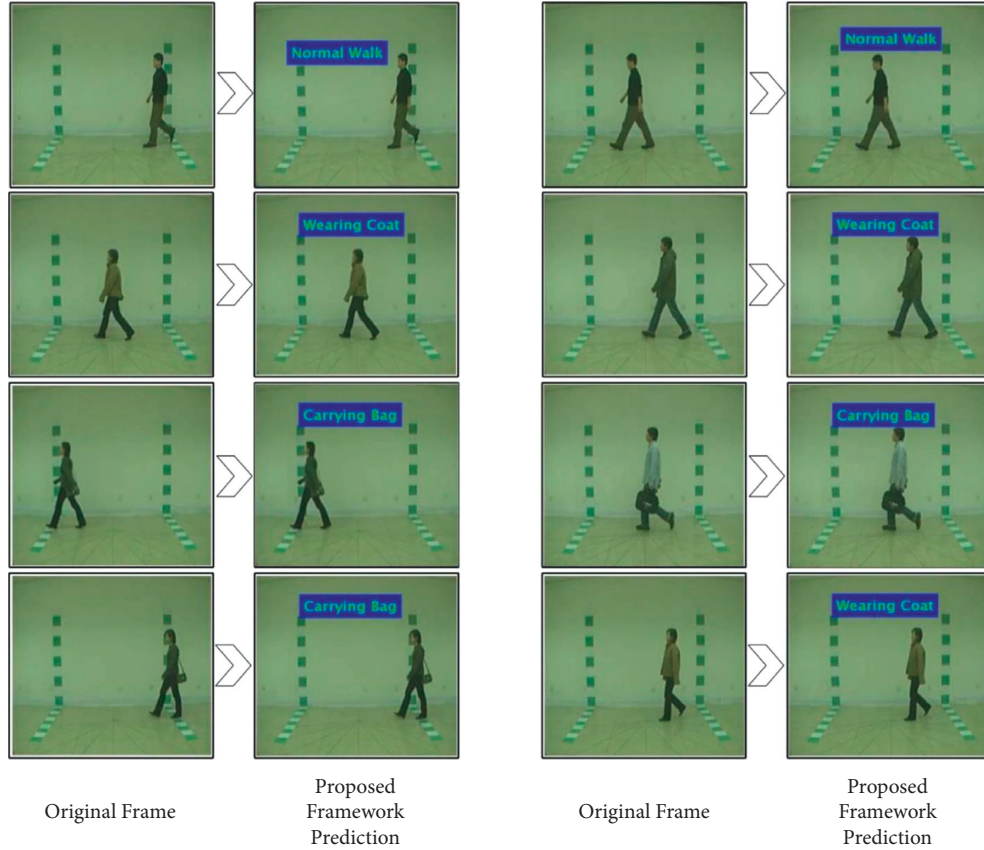 Normal Walk
Normal Walk
Wearing Coat
Wearing Coat
Carrying Bag
Carrying Bag
Carrying Bag
Wearing Coat
Original Frame
Proposed
Framework
Prediction
Original Frame
Proposed
Framework
Prediction